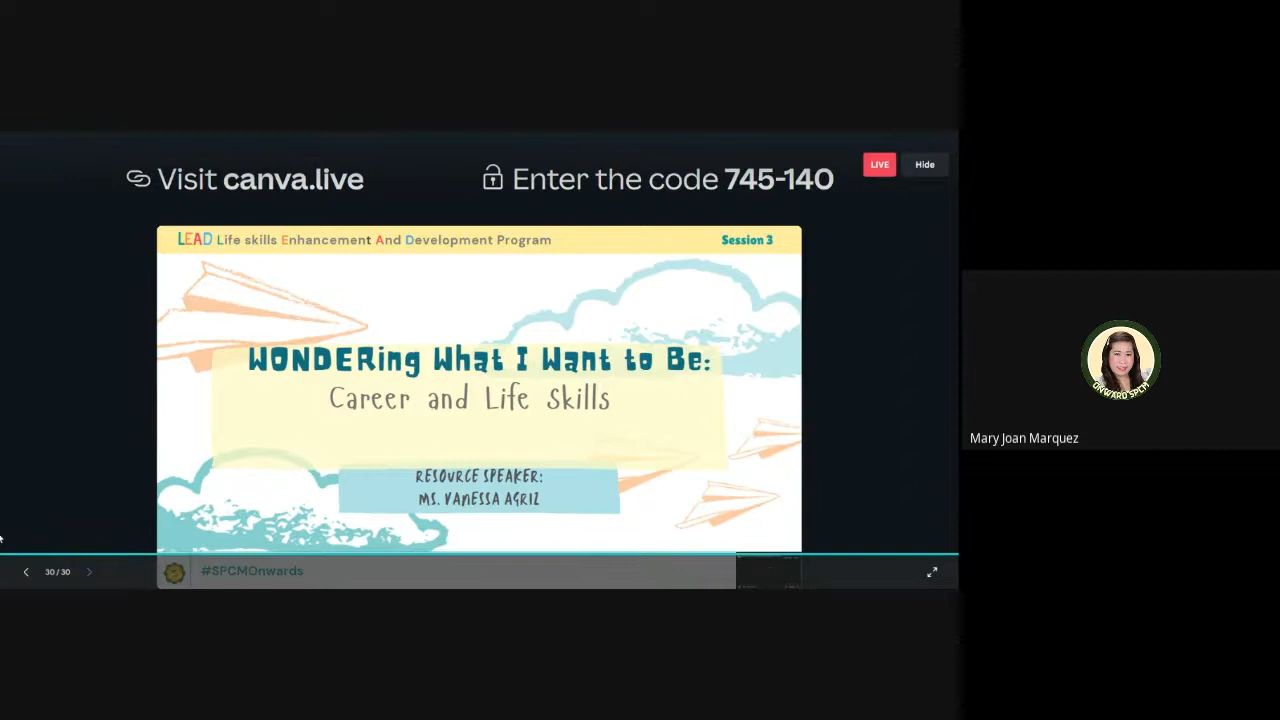 Visit canva.live
Enter the code 745-140
LIVE
Hide
LEAD Life skills Enhancement And Development Program
Session 3
WONDERing What I Want to Be:
Career and Life Skills
RESOURCE SPEAKER:
MS. VANESSA AGRIZ
30 / 30
#SPCMOnwards
ONWARD SPCM
Mary Joan Marquez